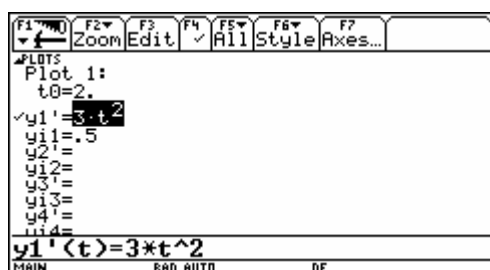 F1 F2▾ F3 F4 F5▾ F6▾ F7
Zoom Edit ✓ All Style Axes…
▲PLOTS
Plot 1:
t0=2.
✓y1'=3·t²
yi1=.5
y2'=
yi2=
y3'=
yi3=
y4'=
yi4=
y1'(t)=3*t^2
MAIN RAD AUTO DE